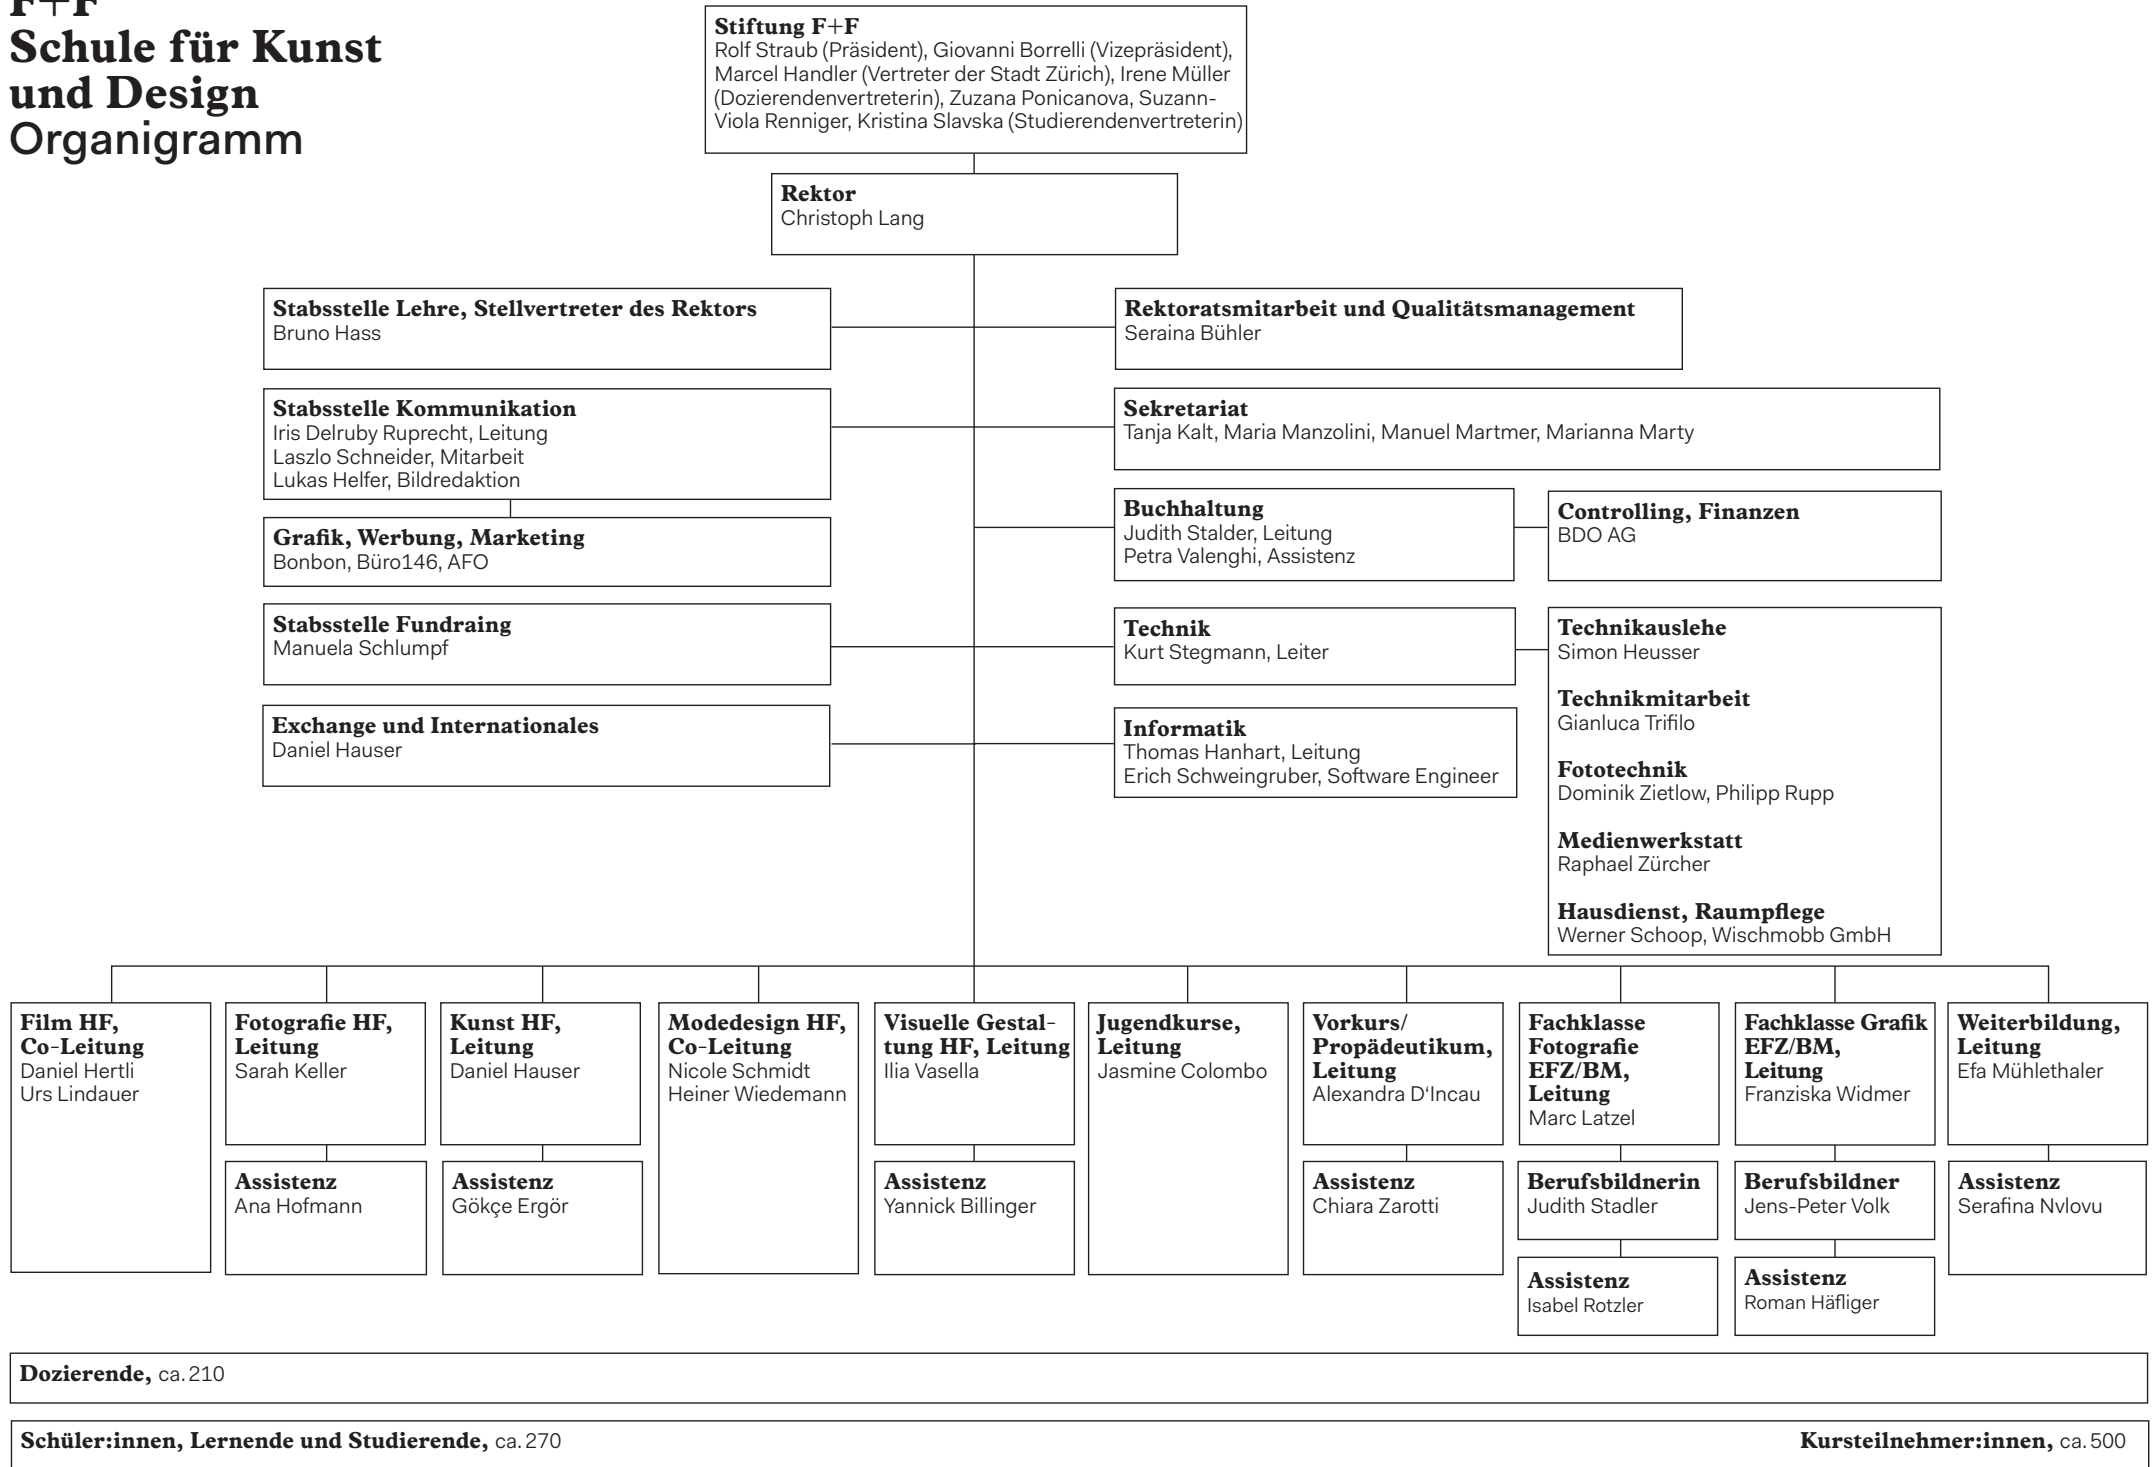 F+F
Schule für Kunst
und Design
Organigramm
Stiftung F+F
Rolf Straub (Präsident), Giovanni Borrelli (Vizepräsident),
Marcel Handler (Vertreter der Stadt Zürich), Irene Müller
(Dozierendenvertreterin), Zuzana Ponicanova, Suzann-
Viola Renniger, Kristina Slavska (Studierendenvertreterin)
Rektor
Christoph Lang
Stabsstelle Lehre, Stellvertreter des Rektors
Bruno Hass
Rektoratsmitarbeit und Qualitätsmanagement
Seraina Bühler
Stabsstelle Kommunikation
Iris Delruby Ruprecht, Leitung
Laszlo Schneider, Mitarbeit
Lukas Helfer, Bildredaktion
Sekretariat
Tanja Kalt, Maria Manzolini, Manuel Martmer, Marianna Marty
Grafik, Werbung, Marketing
Bonbon, Büro146, AFO
Buchhaltung
Judith Stalder, Leitung
Petra Valenghi, Assistenz
Controlling, Finanzen
BDO AG
Stabsstelle Fundraing
Manuela Schlumpf
Technik
Kurt Stegmann, Leiter
Technikauslehe
Simon Heusser
Technikmitarbeit
Gianluca Trifilo
Fototechnik
Dominik Zietlow, Philipp Rupp
Medienwerkstatt
Raphael Zürcher
Hausdienst, Raumpflege
Werner Schoop, Wischmobb GmbH
Exchange und Internationales
Daniel Hauser
Informatik
Thomas Hanhart, Leitung
Erich Schweingruber, Software Engineer
Film HF,
Co-Leitung
Daniel Hertli
Urs Lindauer
Fotografie HF,
Leitung
Sarah Keller
Assistenz
Ana Hofmann
Kunst HF,
Leitung
Daniel Hauser
Assistenz
Gökçe Ergör
Modedesign HF,
Co-Leitung
Nicole Schmidt
Heiner Wiedemann
Visuelle Gestal-
tung HF, Leitung
Ilia Vasella
Assistenz
Yannick Billinger
Jugendkurse,
Leitung
Jasmine Colombo
Vorkurs/
Propädeutikum,
Leitung
Alexandra D‘Incau
Assistenz
Chiara Zarotti
Fachklasse
Fotografie
EFZ/BM,
Leitung
Marc Latzel
Berufsbildnerin
Judith Stadler
Assistenz
Isabel Rotzler
Fachklasse Grafik
EFZ/BM,
Leitung
Franziska Widmer
Berufsbildner
Jens-Peter Volk
Assistenz
Roman Häfliger
Weiterbildung,
Leitung
Efa Mühlethaler
Assistenz
Serafina Nvlovu
Dozierende, ca. 210
Schüler:innen, Lernende und Studierende, ca. 270
Kursteilnehmer:innen, ca. 500